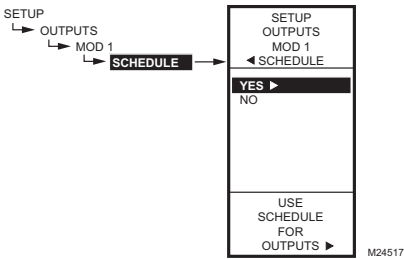 SETUP
OUTPUTS
MOD 1
SCHEDULE
SETUP
OUTPUTS
MOD 1
◄ SCHEDULE
YES ►
NO
USE
SCHEDULE
FOR
OUTPUTS ►
M24517